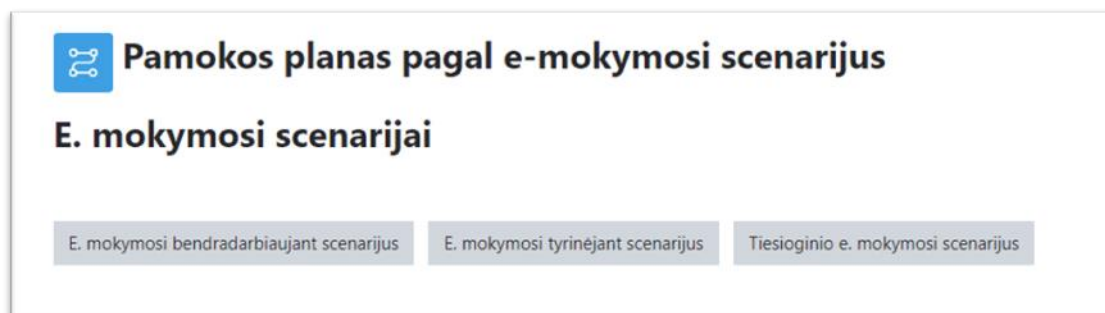 Pamokos planas pagal e-mokymosi scenarijus
E. mokymosi scenarijai
E. mokymosi bendradarbiaujant scenarijus
E. mokymosi tyrinėjant scenarijus
Tiesioginio e. mokymosi scenarijus